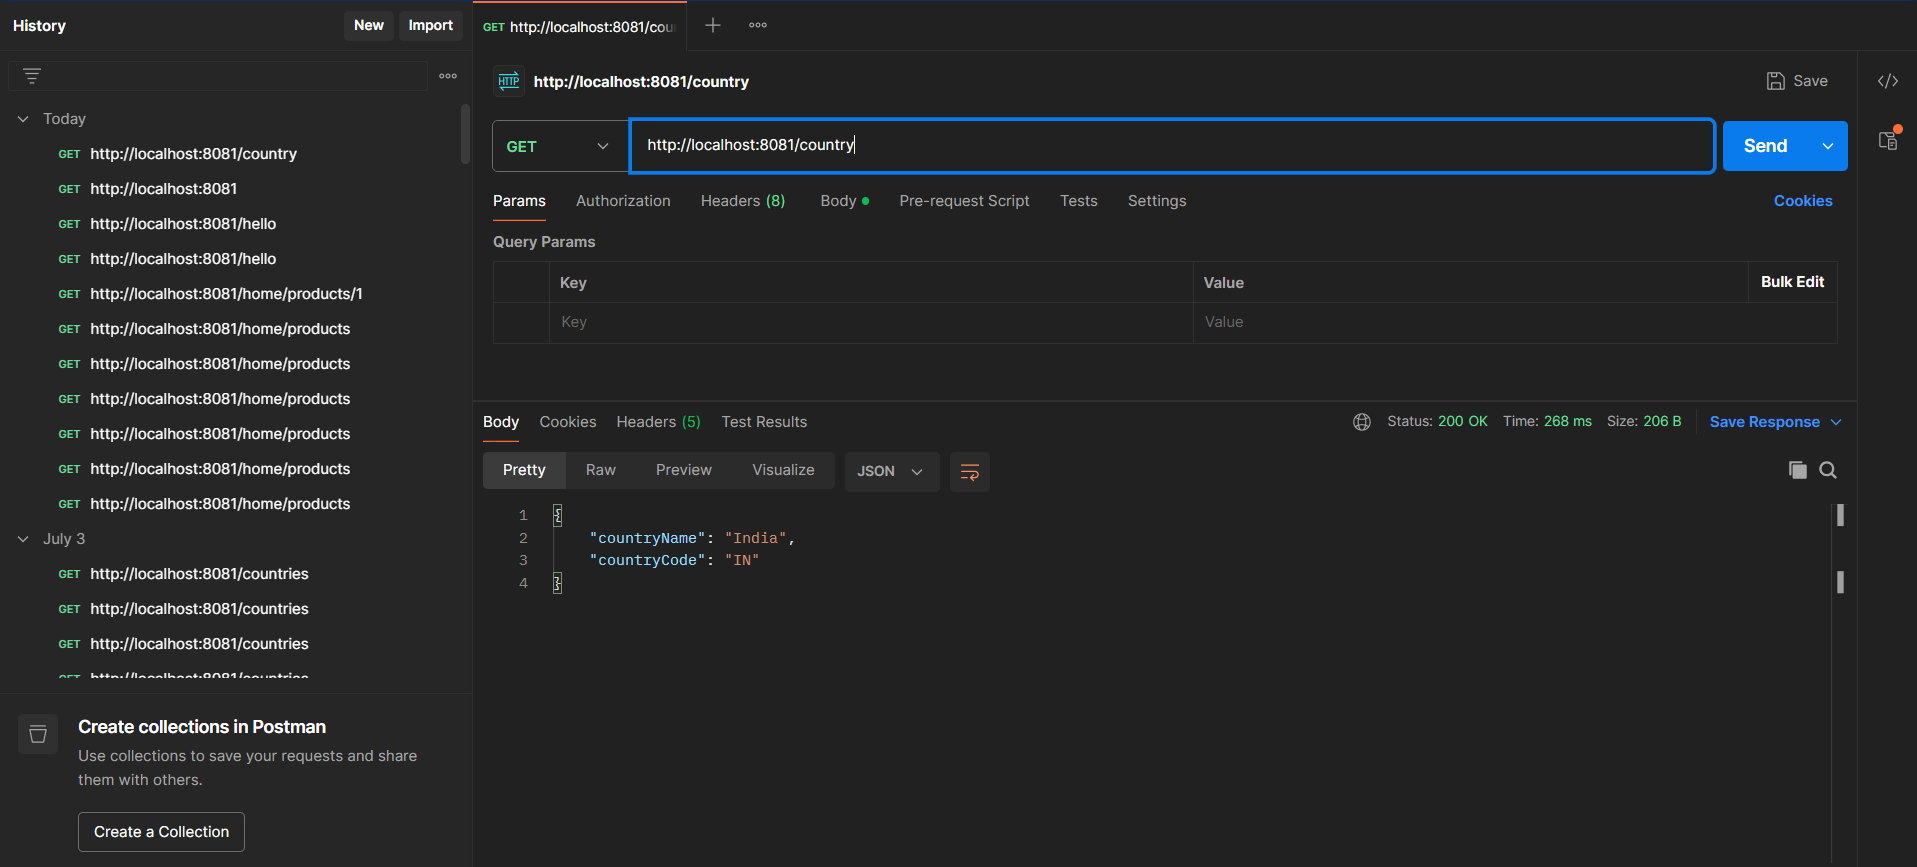 History
New
Import
Today
GET http://localhost:8081/country
GET http://localhost:8081
GET http://localhost:8081/hello
GET http://localhost:8081/hello
GET http://localhost:8081/home/products/1
GET http://localhost:8081/home/products
GET http://localhost:8081/home/products
GET http://localhost:8081/home/products
GET http://localhost:8081/home/products
GET http://localhost:8081/home/products
GET http://localhost:8081/home/products
July 3
GET http://localhost:8081/countries
GET http://localhost:8081/countries
GET http://localhost:8081/countries
GET http://localhost:8081/countries
Create collections in Postman
Use collections to save your requests and share
them with others.
Create a Collection
GET http://localhost:8081/cou
HTTP http://localhost:8081/country
Save
GET http://localhost:8081/country
Send
Params Authorization Headers (8) Body Pre-request Script Tests Settings Cookies
Query Params
Key Value Bulk Edit
Key Value
Body Cookies Headers (5) Test Results Status: 200 OK Time: 268 ms Size: 206 B Save Response
Pretty Raw Preview Visualize JSON
1 {
2 "countryName": "India",
3 "countryCode": "IN"
4 }